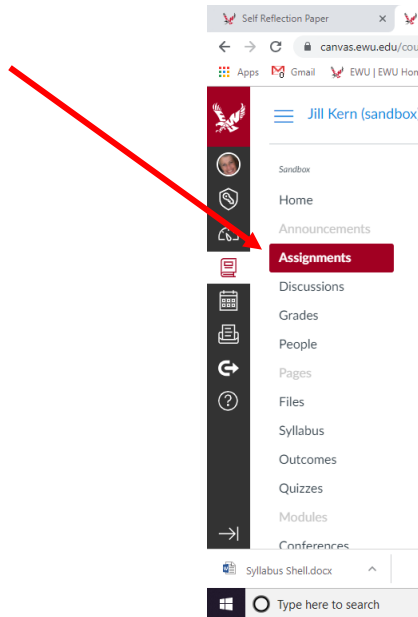 Self Reflection Paper
canvas.ewu.edu/cou
Apps Gmail EWU | EWU Hon
Jill Kern (sandbox)
Sandbox
Home
Announcements
Assignments
Discussions
Grades
People
Pages
Files
Syllabus
Outcomes
Quizzes
Modules
Conferences
Syllabus Shell.docx
Type here to search